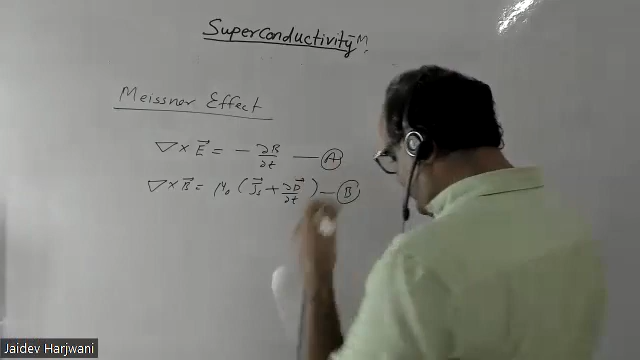 Superconductivity
Meissner Effect
∇ × E⃗ = − ∂B/∂t — Ⓐ
∇ × B⃗ = μ₀ (J⃗s + ∂D⃗/∂t) — Ⓑ
Jaidev Harjwani